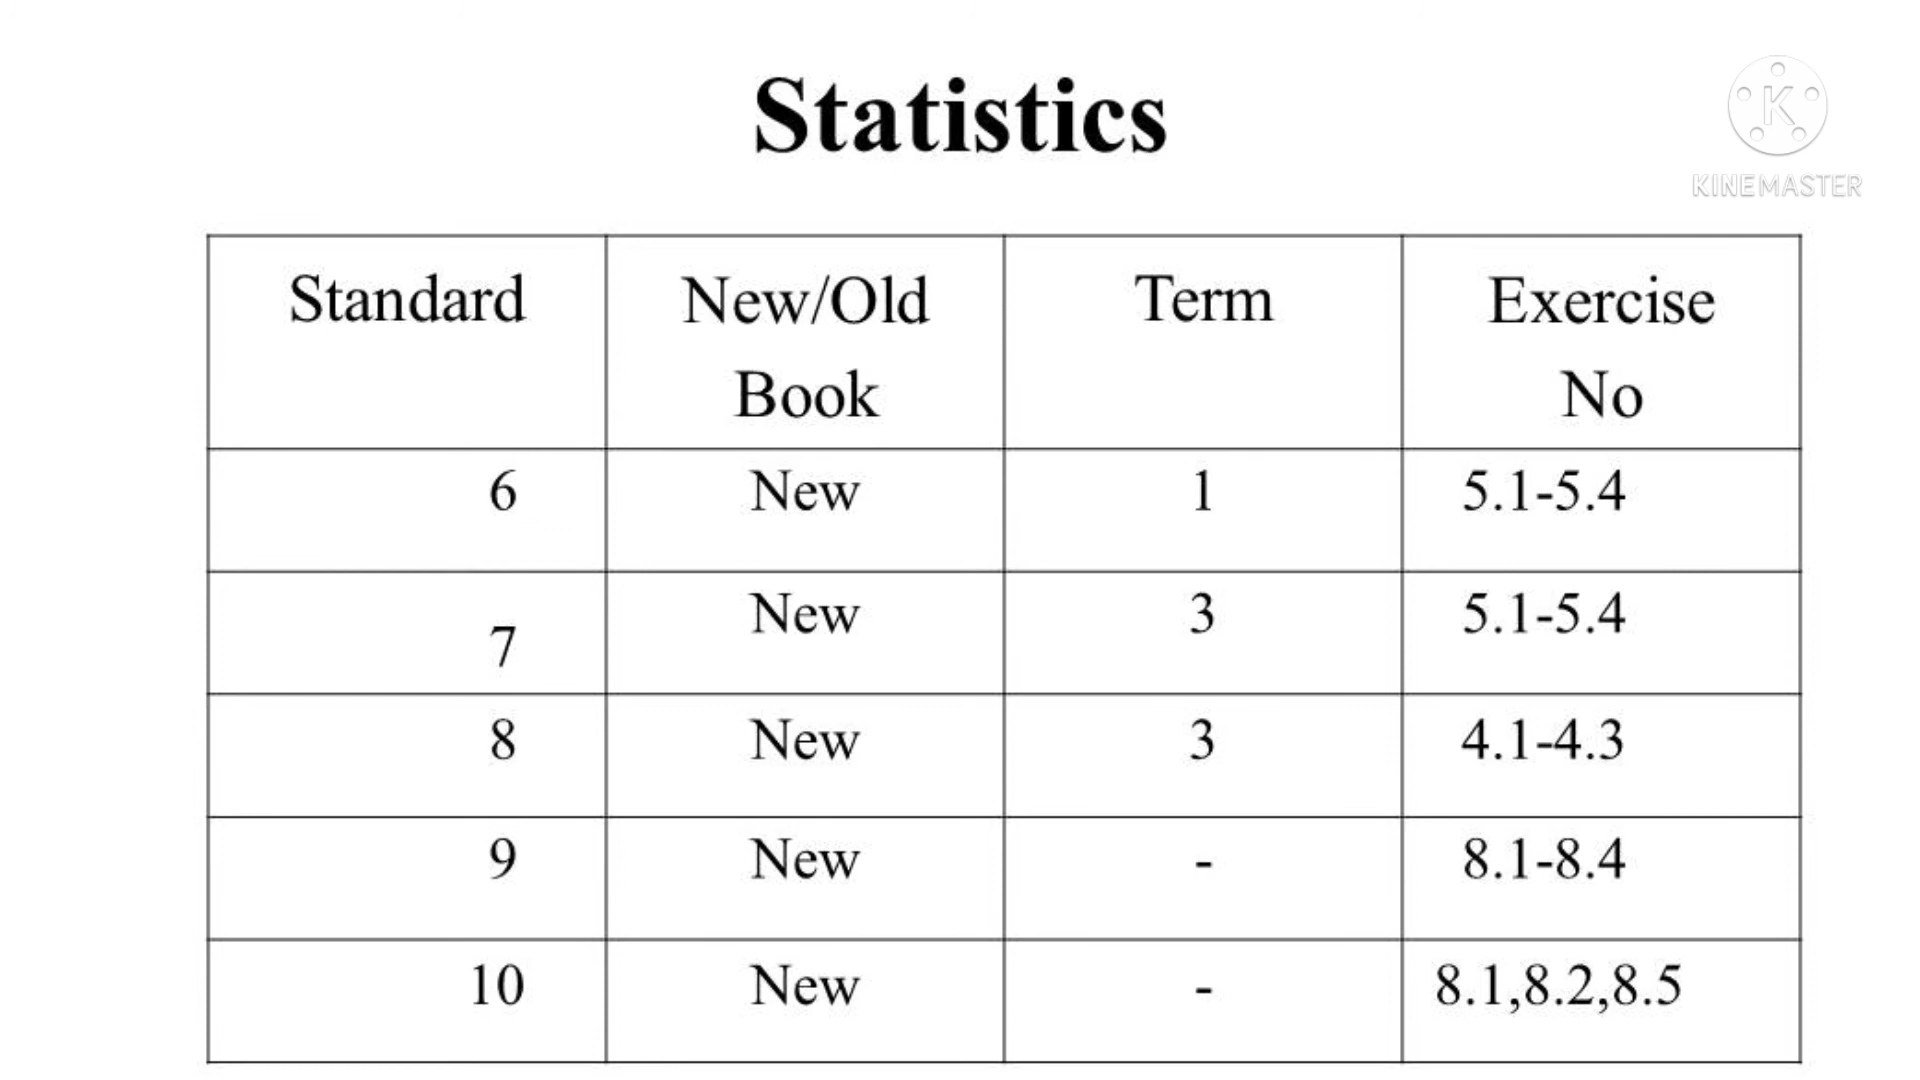 Statistics
K
KINEMASTER
Standard New/Old Book Term Exercise No
6 New 1 5.1-5.4
7 New 3 5.1-5.4
8 New 3 4.1-4.3
9 New - 8.1-8.4
10 New - 8.1,8.2,8.5